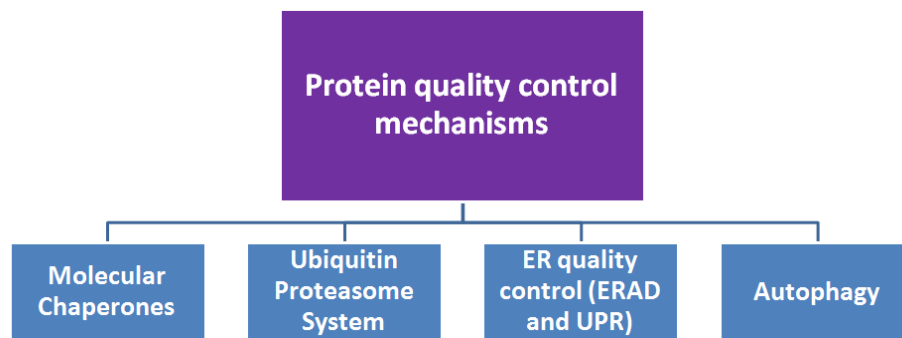 Protein quality control
mechanisms
Molecular
Chaperones
Ubiquitin
Proteasome
System
ER quality
control (ERAD
and UPR)
Autophagy